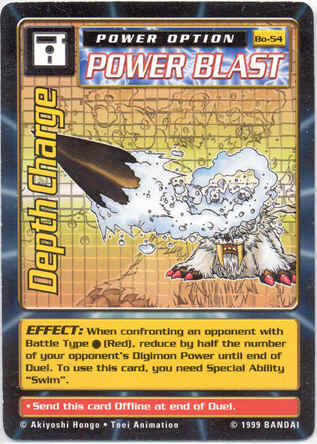 POWER OPTION
Bo-54
POWER BLAST
Depth Charge
EFFECT: When confronting an opponent with
Battle Type ● (Red), reduce by half the number
of your opponent's Digimon Power until end of
Duel. To use this card, you need Special Ability
"Swim".
• Send this card Offline at end of Duel.
© Akiyoshi Hongo • Toei Animation © 1999 BANDAI